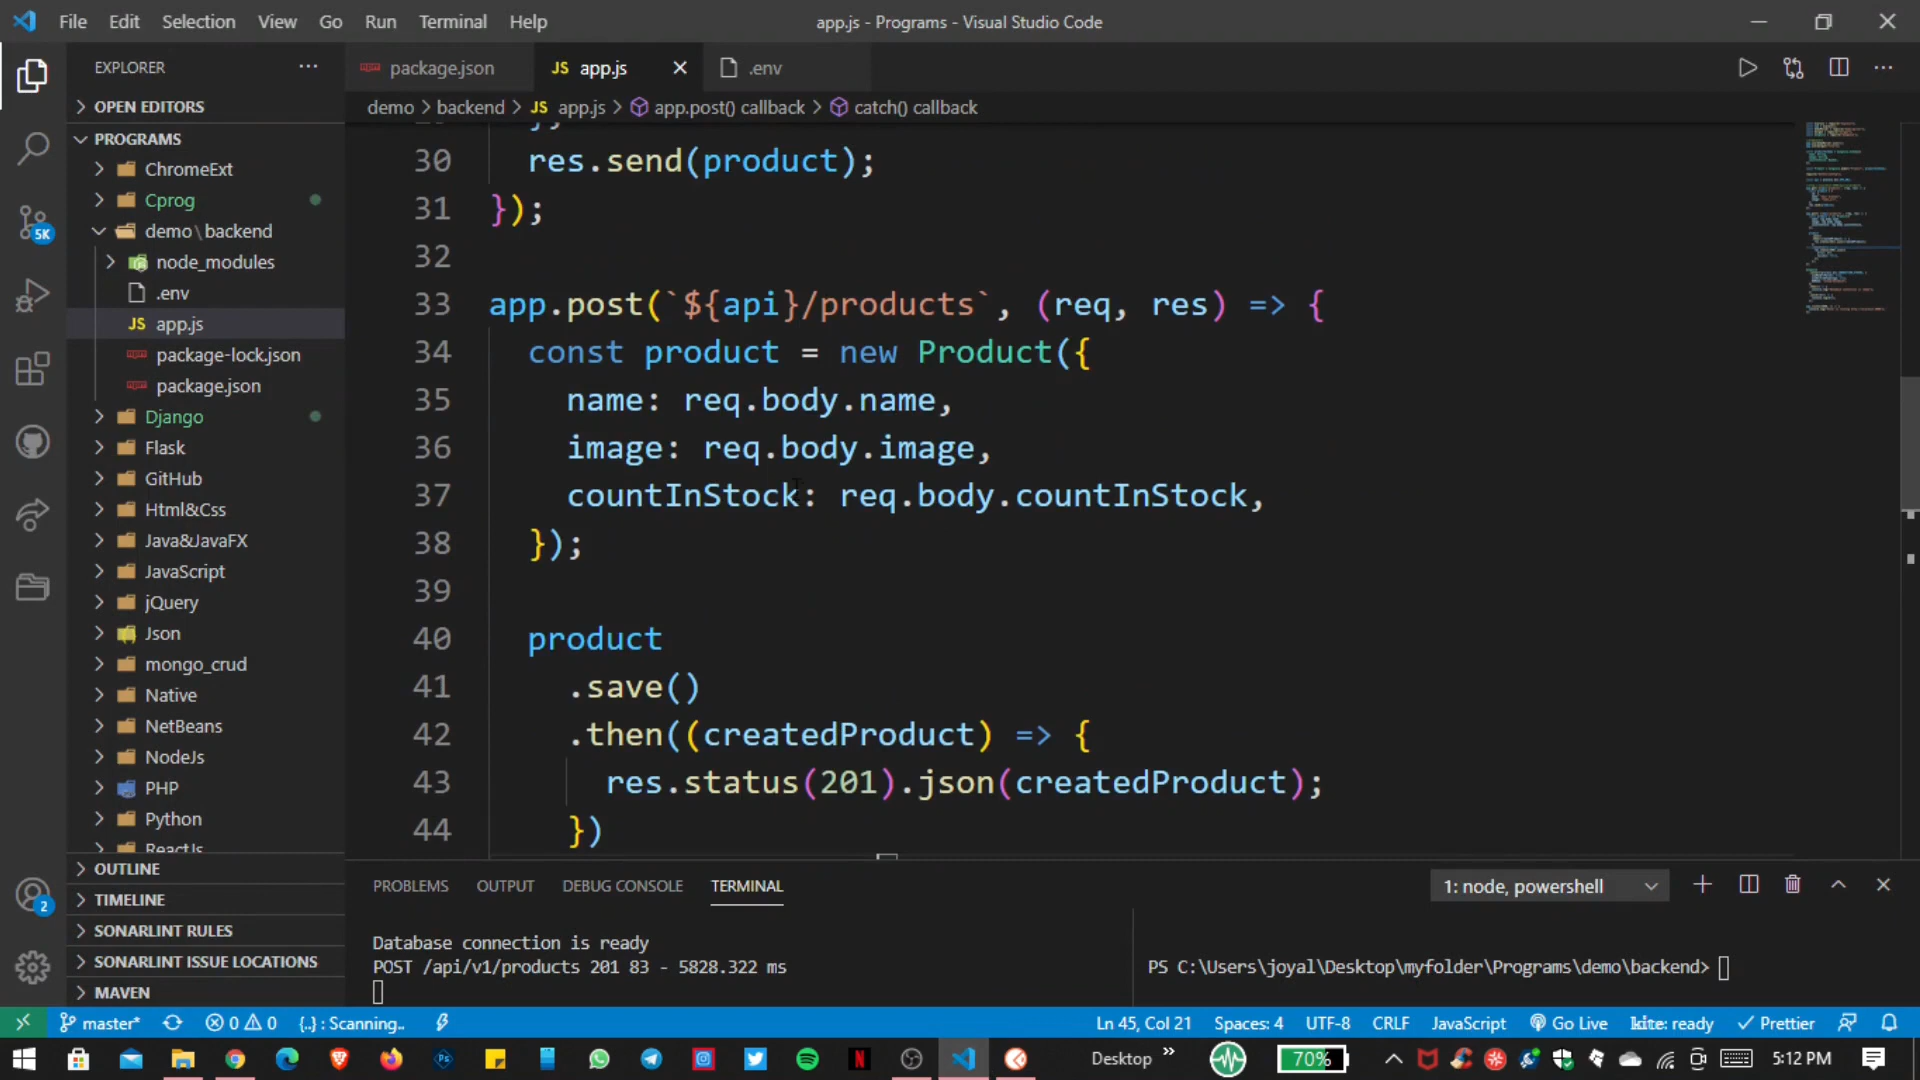 File Edit Selection View Go Run Terminal Help
app.js - Programs - Visual Studio Code
EXPLORER
package.json
JS app.js
.env
OPEN EDITORS
demo > backend > JS app.js > app.post() callback > catch() callback
PROGRAMS
ChromeExt
Cprog
demo\backend
node_modules
.env
JS app.js
package-lock.json
package.json
Django
Flask
GitHub
Html&Css
Java&JavaFX
JavaScript
jQuery
Json
mongo_crud
Native
NetBeans
NodeJs
PHP
Python
ReactJs
OUTLINE
TIMELINE
SONARLINT RULES
SONARLINT ISSUE LOCATIONS
MAVEN
5K
2
30 res.send(product);
31 });
32
33 app.post(`${api}/products`, (req, res) => {
34 const product = new Product({
35 name: req.body.name,
36 image: req.body.image,
37 countInStock: req.body.countInStock,
38 });
39
40 product
41 .save()
42 .then((createdProduct) => {
43 res.status(201).json(createdProduct);
44 })
PROBLEMS OUTPUT DEBUG CONSOLE TERMINAL
1: node, powershell
Database connection is ready
POST /api/v1/products 201 83 - 5828.322 ms
PS C:\Users\joyal\Desktop\myfolder\Programs\demo\backend>
master* 0 0 {..} : Scanning..
Ln 45, Col 21 Spaces: 4 UTF-8 CRLF JavaScript Go Live kite: ready Prettier
Desktop
70%
5:12 PM